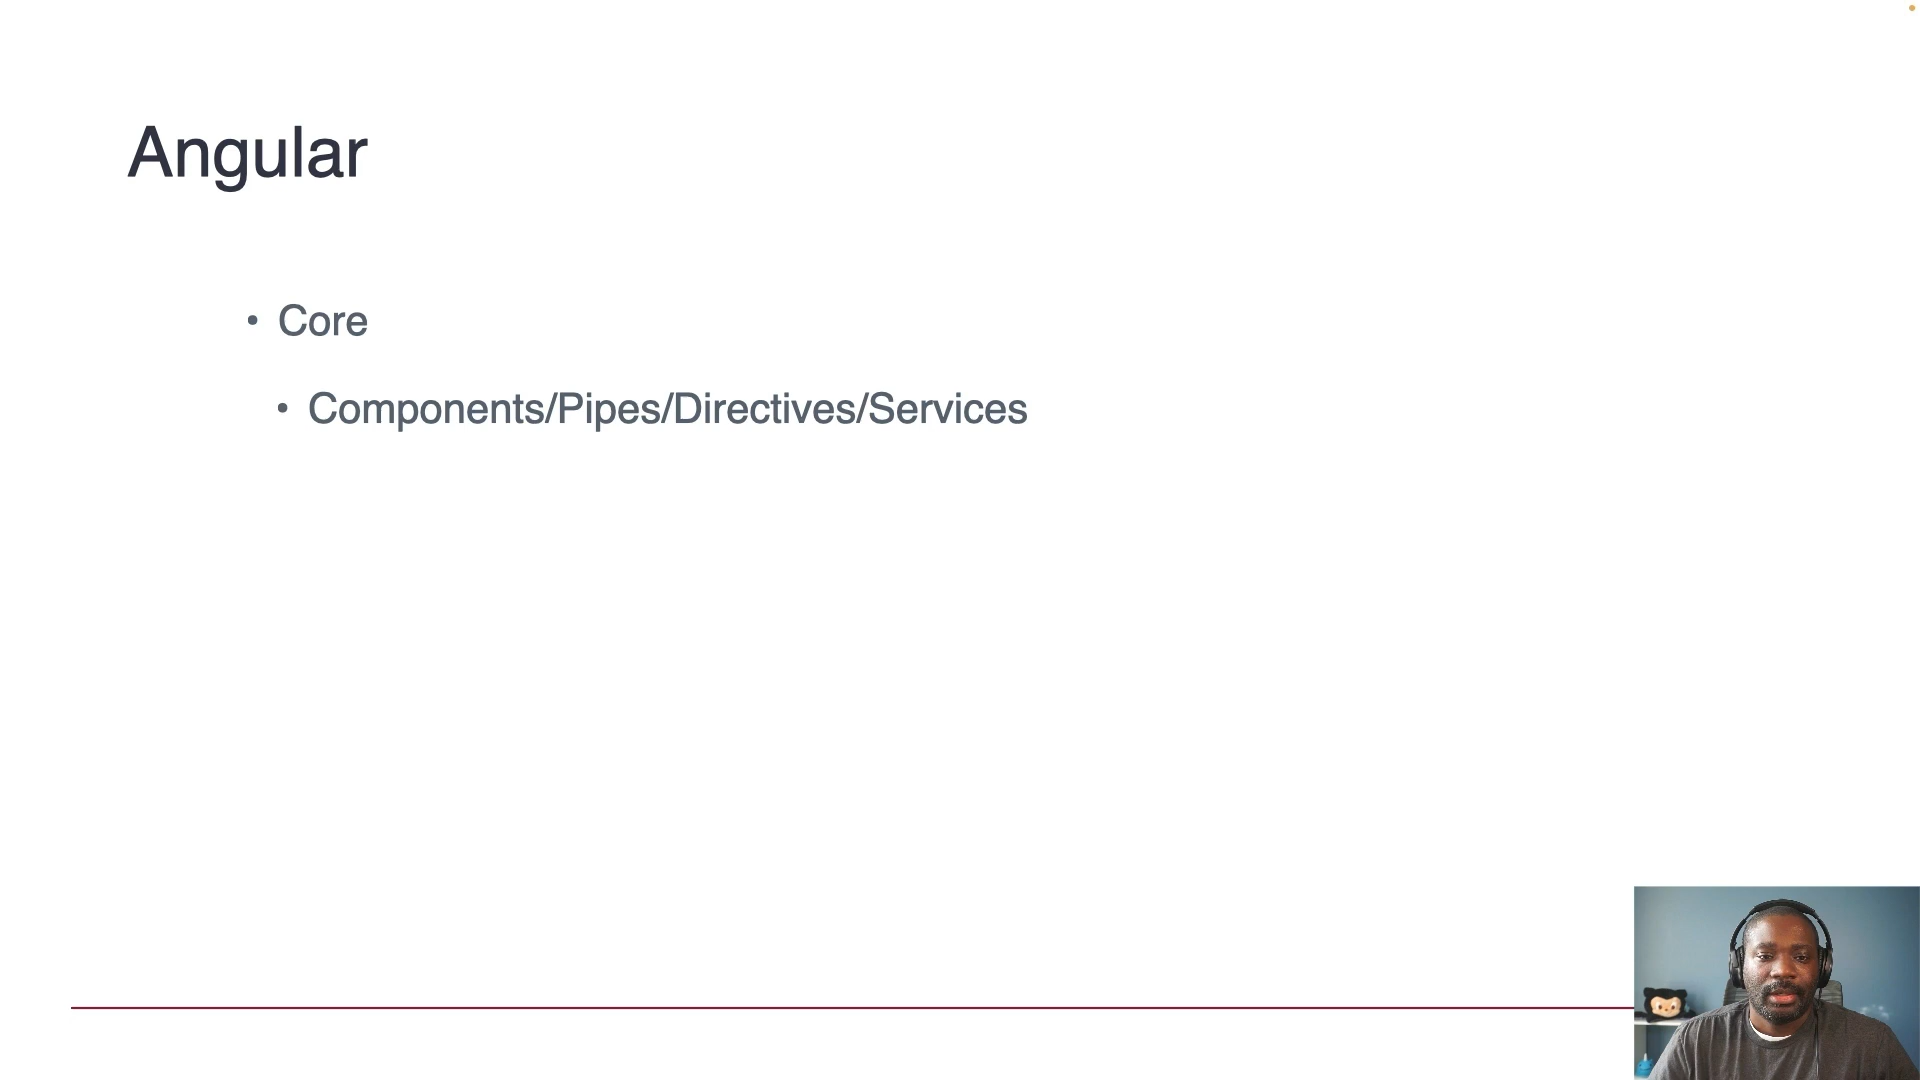 Angular
• Core
• Components/Pipes/Directives/Services